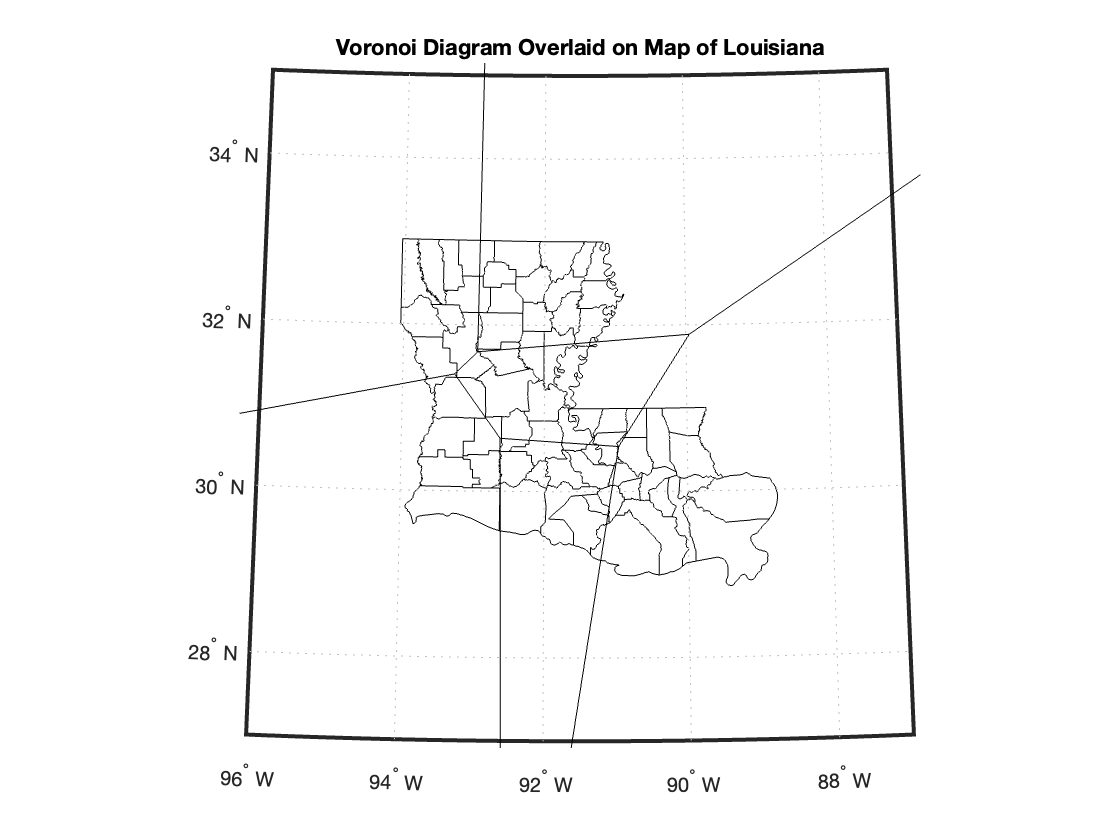 Voronoi Diagram Overlaid on Map of Louisiana
34° N
32° N
30° N
28° N
96° W
94° W
92° W
90° W
88° W